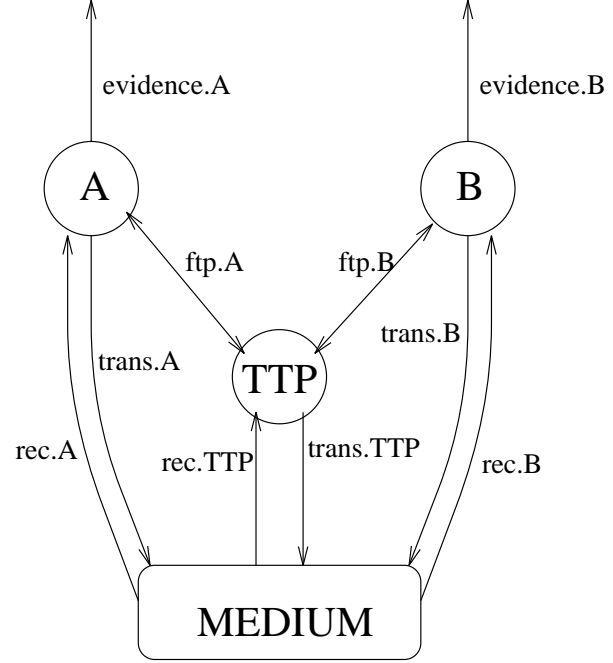 evidence.A
evidence.B
A
B
ftp.A
ftp.B
trans.A
trans.B
TTP
rec.A
rec.TTP
trans.TTP
rec.B
MEDIUM